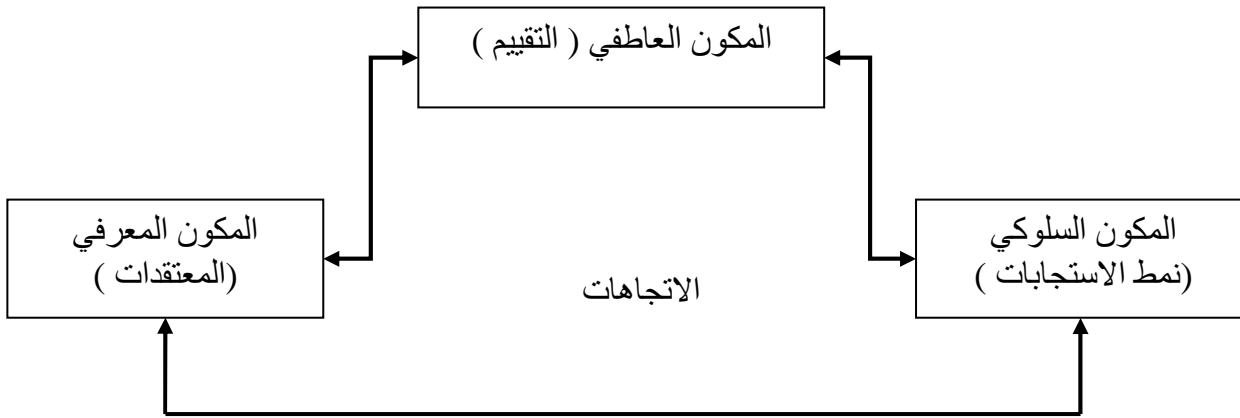 المكون العاطفي ( التقييم )
المكون السلوكي
(نمط الاستجابات )
المكون المعرفي
(المعتقدات )
الاتجاهات